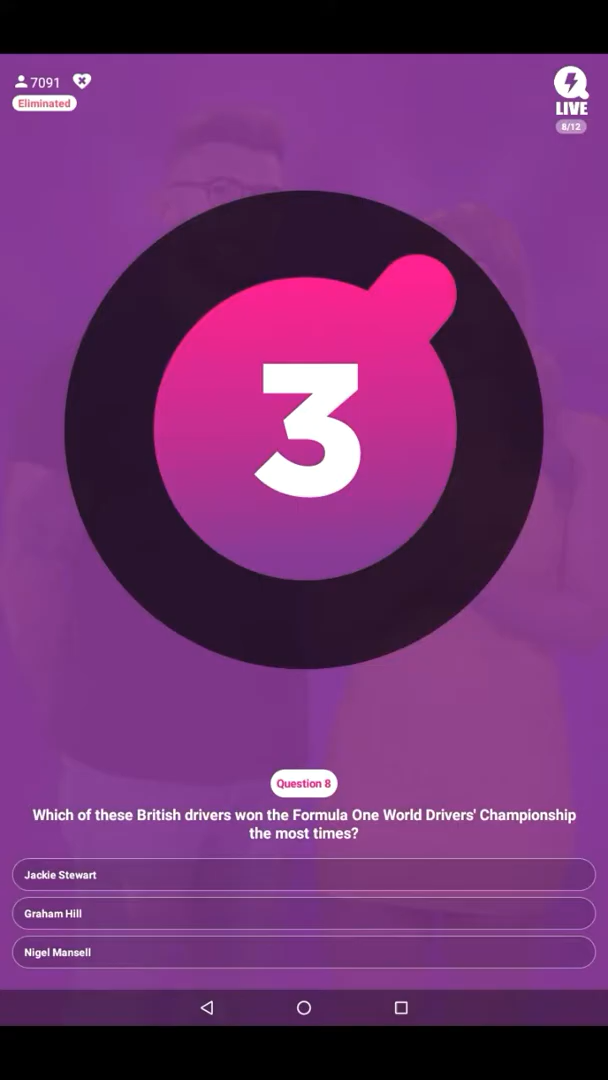 7091
Eliminated
LIVE
8/12
3
Question 8
Which of these British drivers won the Formula One World Drivers' Championship
the most times?
Jackie Stewart
Graham Hill
Nigel Mansell